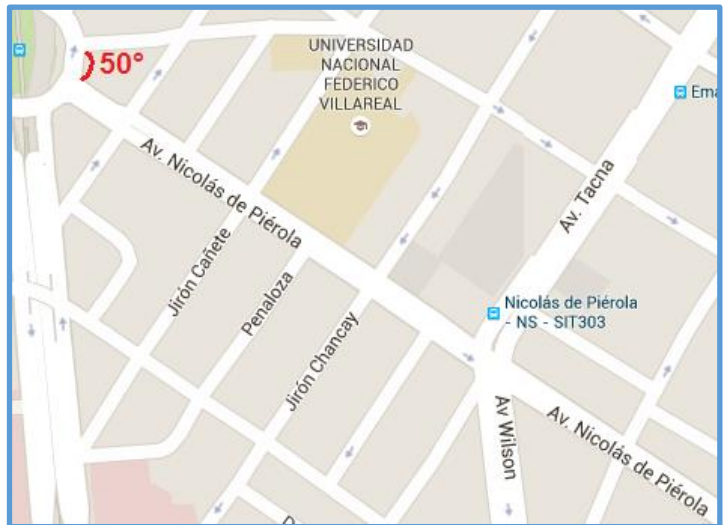 50°
UNIVERSIDAD
NACIONAL
FEDERICO
VILLAREAL
Ema
Av. Nicolás de Piérola
Av. Tacna
Jirón Cañete
Penaloza
Jirón Chancay
Nicolás de Piérola
- NS - SIT303
Av Wilson
Av. Nicolás de Piérola